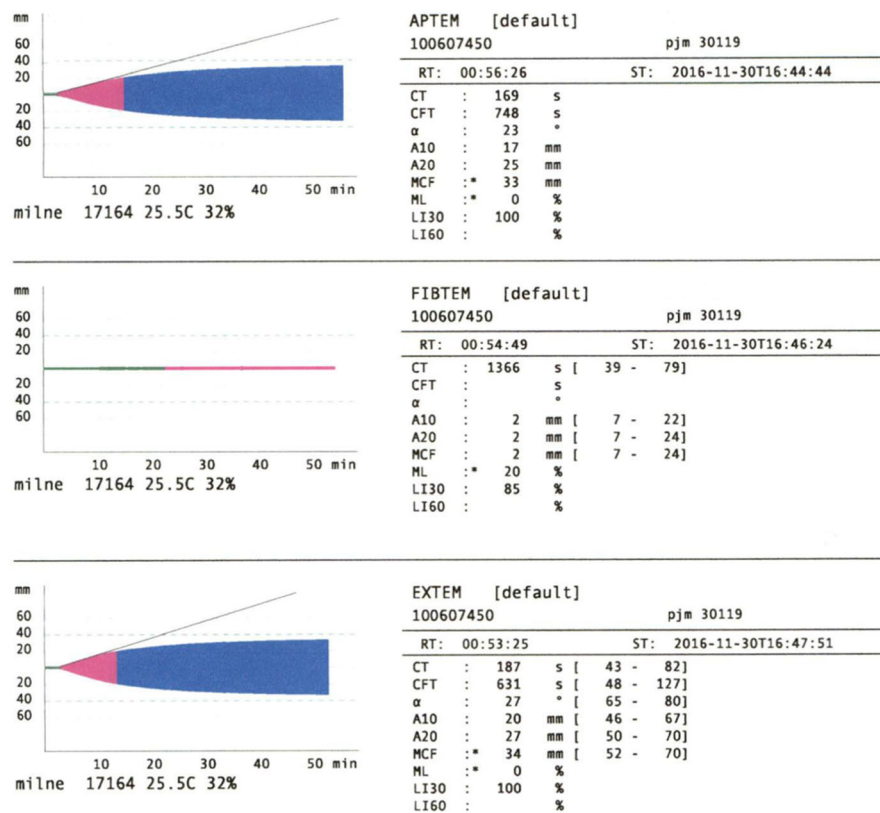 mm
60
40
20
20
40
60
10 20 30 40 50 min
milne 17164 25.5C 32%
APTEM [default]
100607450 pjm 30119
RT: 00:56:26 ST: 2016-11-30T16:44:44
CT : 169 s
CFT : 748 s
α : 23 °
A10 : 17 mm
A20 : 25 mm
MCF :* 33 mm
ML :* 0 %
LI30 : 100 %
LI60 : %
mm
60
40
20
20
40
60
10 20 30 40 50 min
milne 17164 25.5C 32%
FIBTEM [default]
100607450 pjm 30119
RT: 00:54:49 ST: 2016-11-30T16:46:24
CT : 1366 s [ 39 - 79]
CFT : s
α : °
A10 : 2 mm [ 7 - 22]
A20 : 2 mm [ 7 - 24]
MCF : 2 mm [ 7 - 24]
ML :* 20 %
LI30 : 85 %
LI60 : %
mm
60
40
20
20
40
60
10 20 30 40 50 min
milne 17164 25.5C 32%
EXTEM [default]
100607450 pjm 30119
RT: 00:53:25 ST: 2016-11-30T16:47:51
CT : 187 s [ 43 - 82]
CFT : 631 s [ 48 - 127]
α : 27 ° [ 65 - 80]
A10 : 20 mm [ 46 - 67]
A20 : 27 mm [ 50 - 70]
MCF :* 34 mm [ 52 - 70]
ML :* 0 %
LI30 : 100 %
LI60 : %